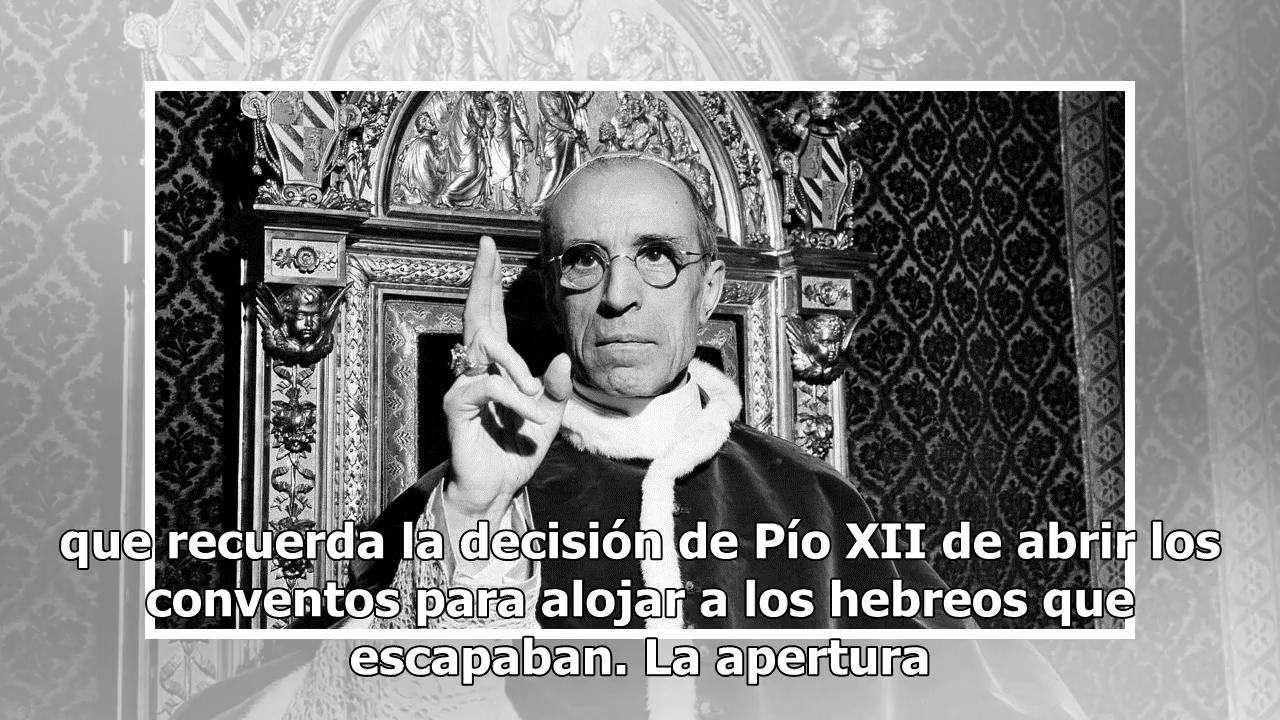 que recuerda la decisión de Pío XII de abrir los
conventos para alojar a los hebreos que
escapaban. La apertura